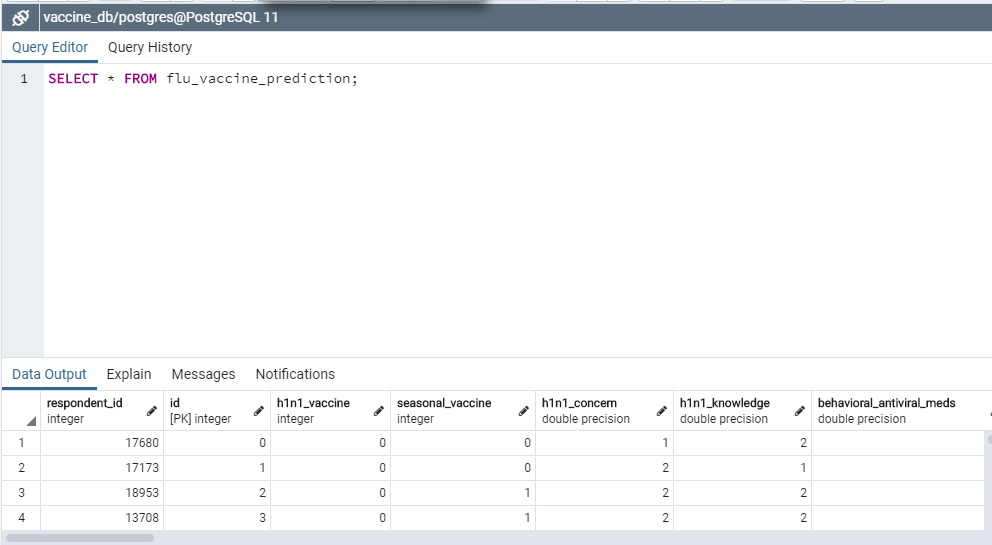 vaccine_db/postgres@PostgreSQL 11
Query Editor Query History
1 SELECT * FROM flu_vaccine_prediction;
Data Output Explain Messages Notifications
respondent_id id h1n1_vaccine seasonal_vaccine h1n1_concern h1n1_knowledge behavioral_antiviral_meds
integer [PK] integer integer integer double precision double precision double precision
1 17680 0 0 0 1 2
2 17173 1 0 0 2 1
3 18953 2 0 1 2 2
4 13708 3 0 1 2 2